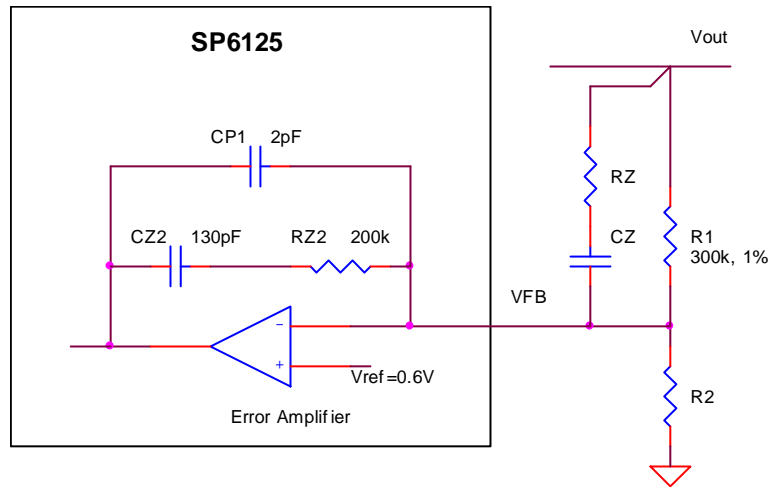 SP6125
Vout
CP1 2pF
RZ
CZ2 130pF RZ2 200k
CZ
R1
300k, 1%
VFB
−
+
Vref=0.6V
R2
Error Amplifier